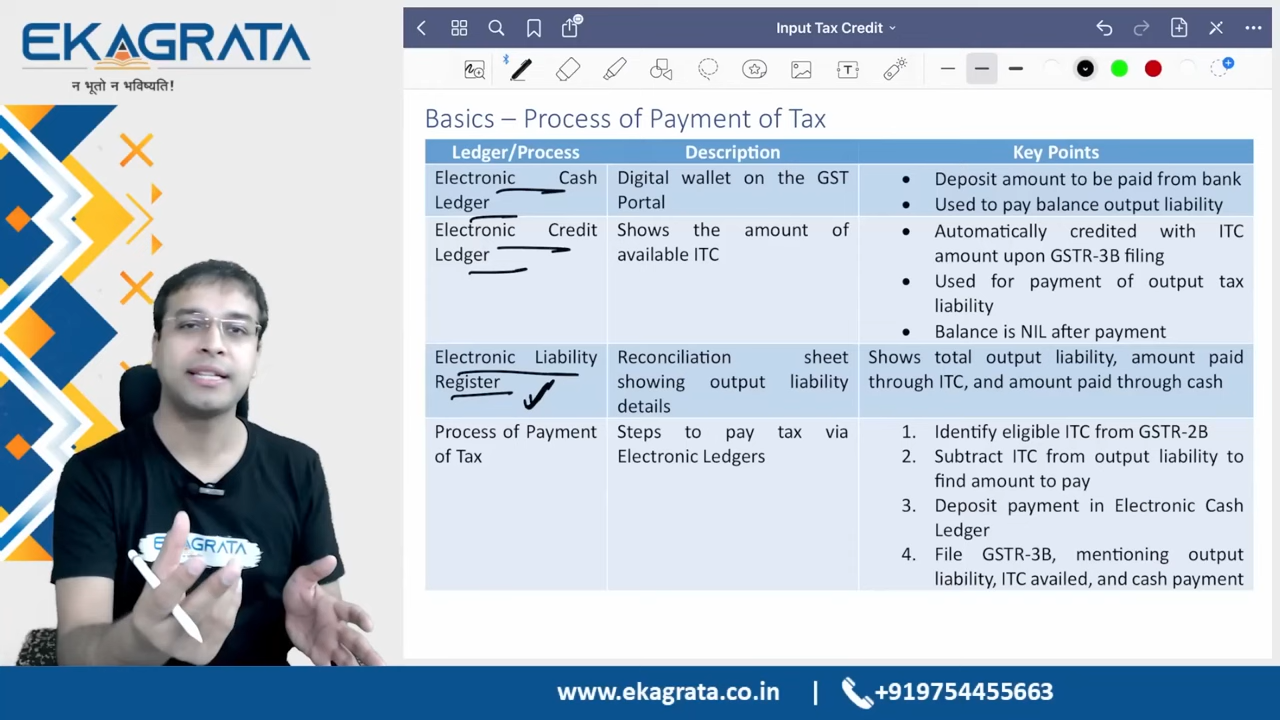 EKAGRATA
न भूतो न भविष्यति!
Input Tax Credit
T
Basics – Process of Payment of Tax
Ledger/Process
Description
Key Points
Electronic Cash
Ledger
Digital wallet on the GST
Portal
• Deposit amount to be paid from bank
• Used to pay balance output liability
Electronic Credit
Ledger
Shows the amount of
available ITC
• Automatically credited with ITC
amount upon GSTR-3B filing
• Used for payment of output tax
liability
• Balance is NIL after payment
Electronic Liability
Register
Reconciliation sheet
showing output liability
details
Shows total output liability, amount paid
through ITC, and amount paid through cash
Process of Payment
of Tax
Steps to pay tax via
Electronic Ledgers
1. Identify eligible ITC from GSTR-2B
2. Subtract ITC from output liability to
find amount to pay
3. Deposit payment in Electronic Cash
Ledger
4. File GSTR-3B, mentioning output
liability, ITC availed, and cash payment
EKAGRATA
www.ekagrata.co.in | +919754455663